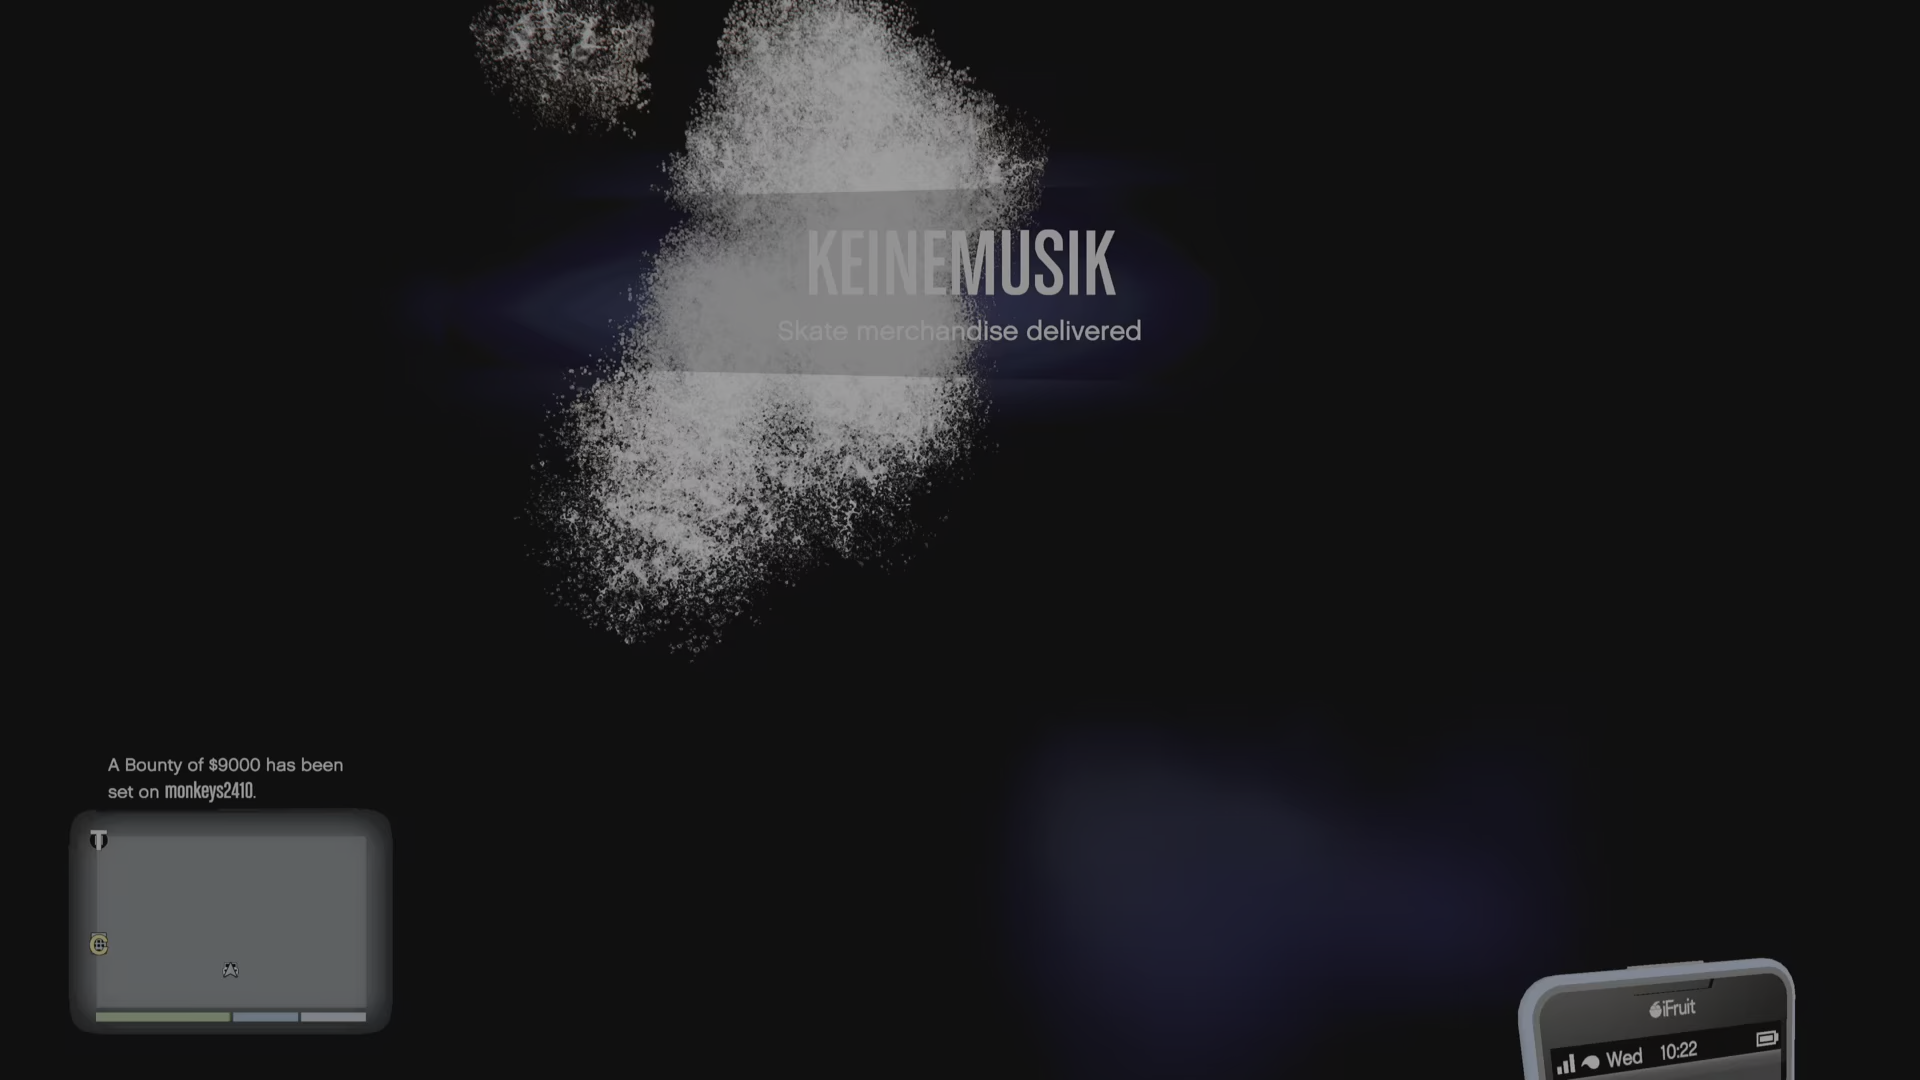 KEINEMUSIK
Skate merchandise delivered
A Bounty of $9000 has been
set on monkeys2410.
iFruit
Wed 10:22